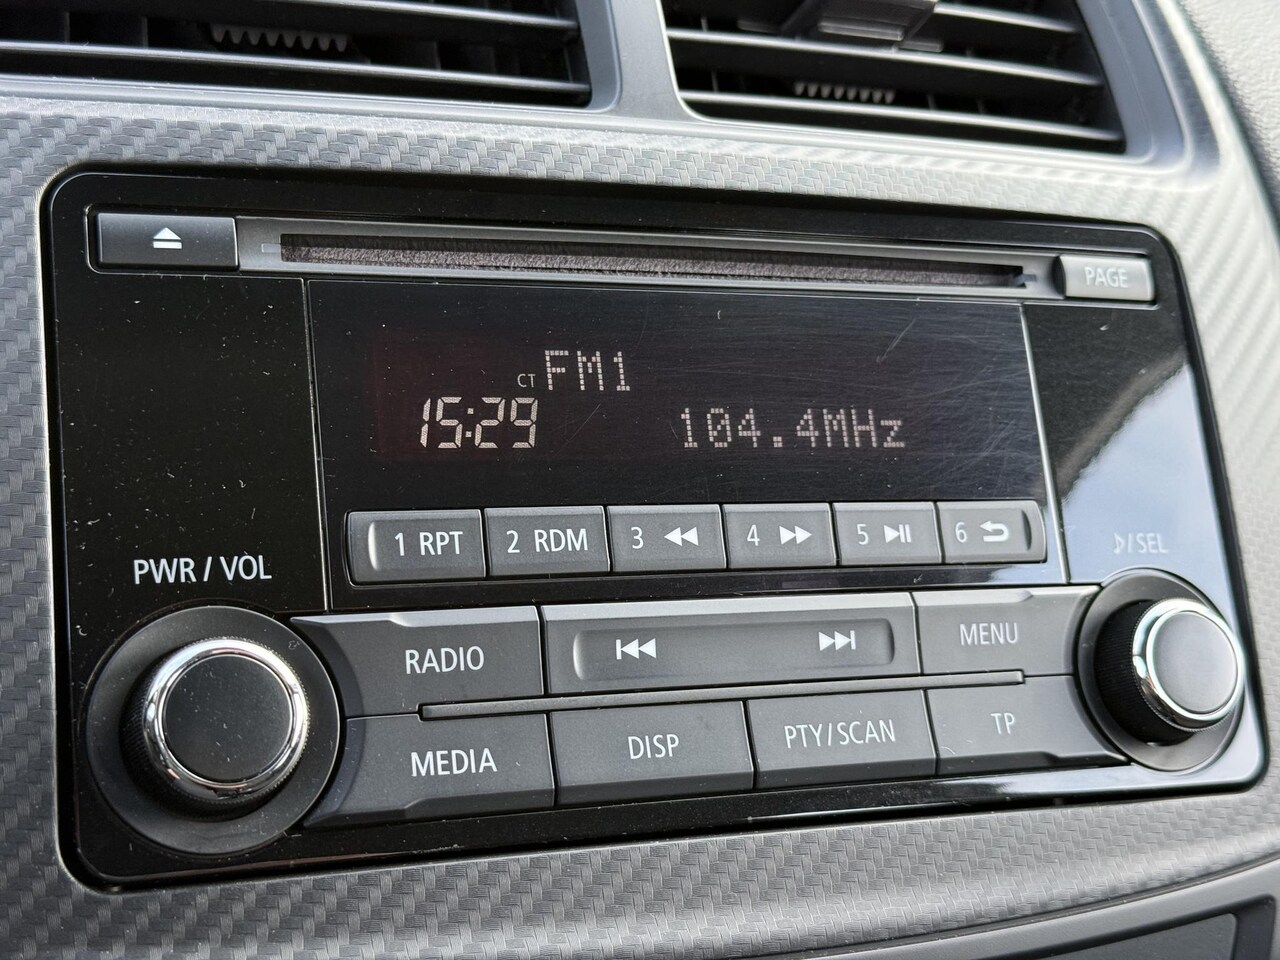 PAGE
CT FM1
15:29 104.4MHz
1 RPT 2 RDM 3 4 5 6
PWR / VOL
/SEL
RADIO MENU
MEDIA DISP PTY/SCAN TP